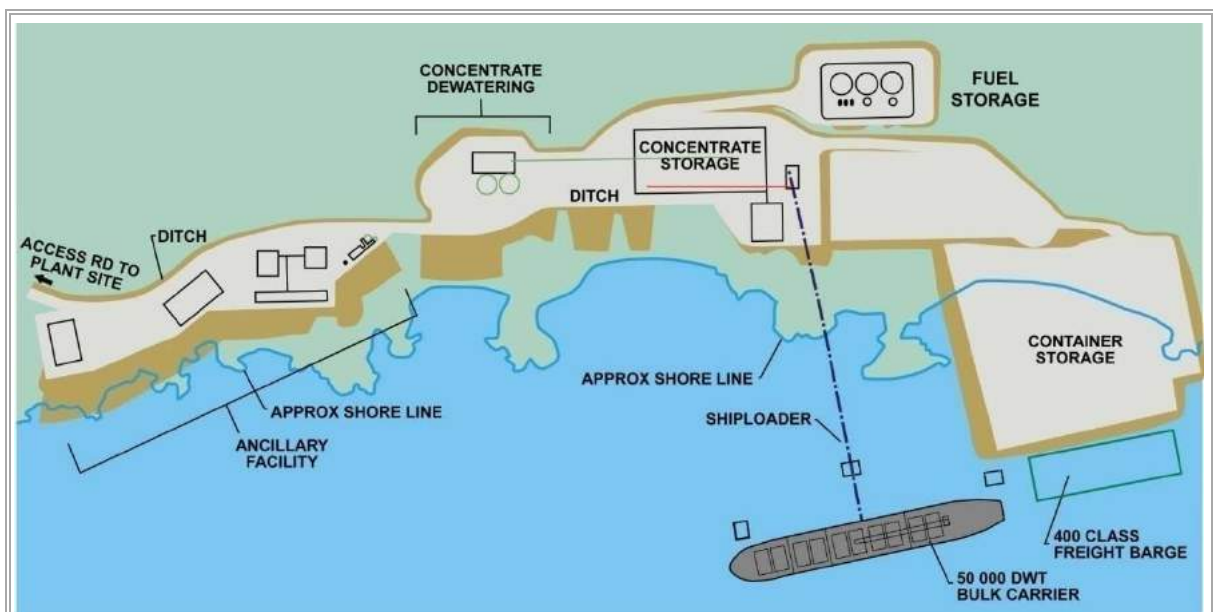 CONCENTRATE
DEWATERING
FUEL
STORAGE
CONCENTRATE
STORAGE
DITCH
DITCH
ACCESS RD TO
PLANT SITE
CONTAINER
STORAGE
APPROX SHORE LINE
APPROX SHORE LINE
SHIPLOADER
ANCILLARY
FACILITY
400 CLASS
FREIGHT BARGE
50 000 DWT
BULK CARRIER